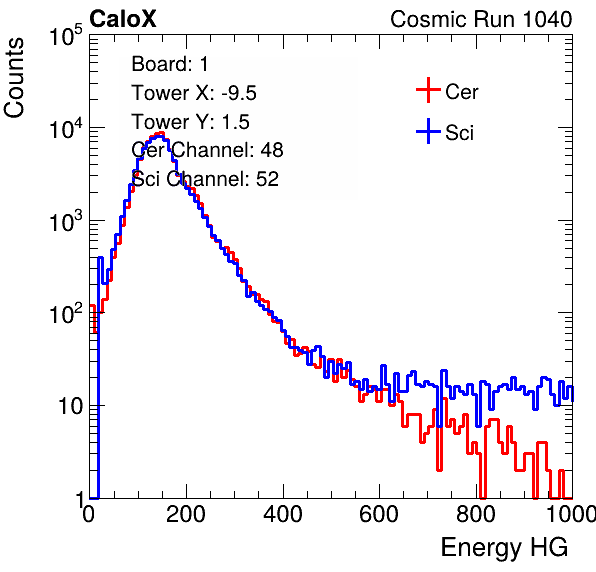 CaloX Cosmic Run 1040
Counts
10^5
10^4
10^3
10^2
10
1
Board: 1
Tower X: -9.5
Tower Y: 1.5
Cer Channel: 48
Sci Channel: 52
Cer
Sci
0 200 400 600 800 1000
Energy HG